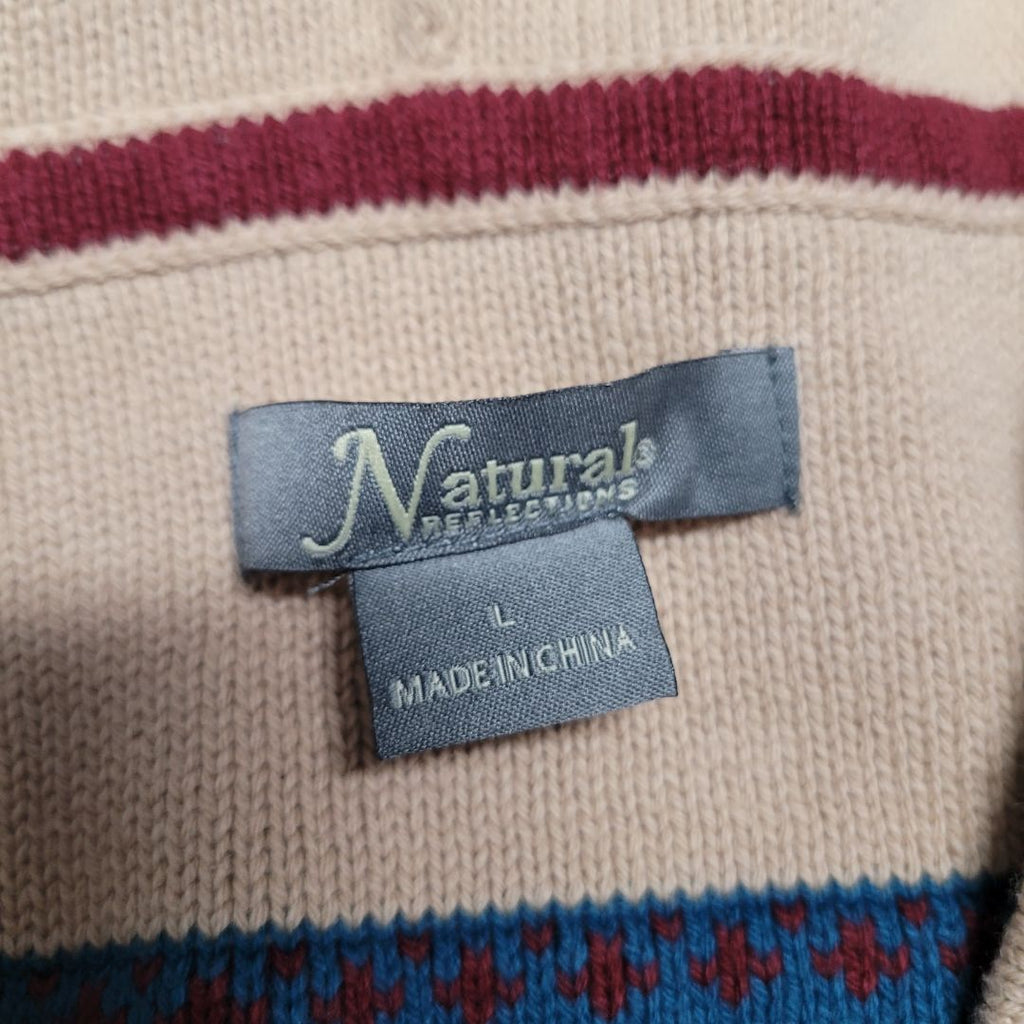 Natural®
REFLECTIONS
L
MADE IN CHINA